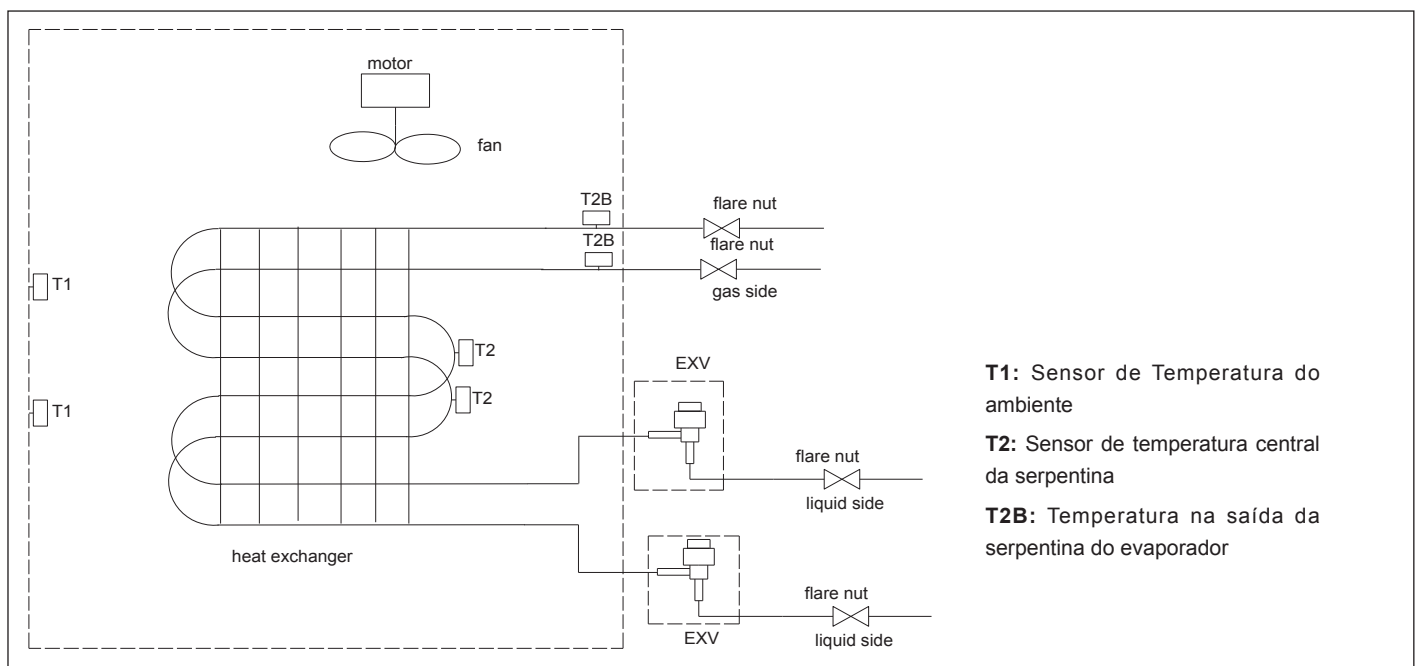 motor
fan
T2B
flare nut
T2B
flare nut
gas side
T1
T2
T2
T1
EXV
flare nut
liquid side
heat exchanger
flare nut
liquid side
EXV
T1: Sensor de Temperatura do
ambiente
T2: Sensor de temperatura central
da serpentina
T2B: Temperatura na saída da
serpentina do evaporador